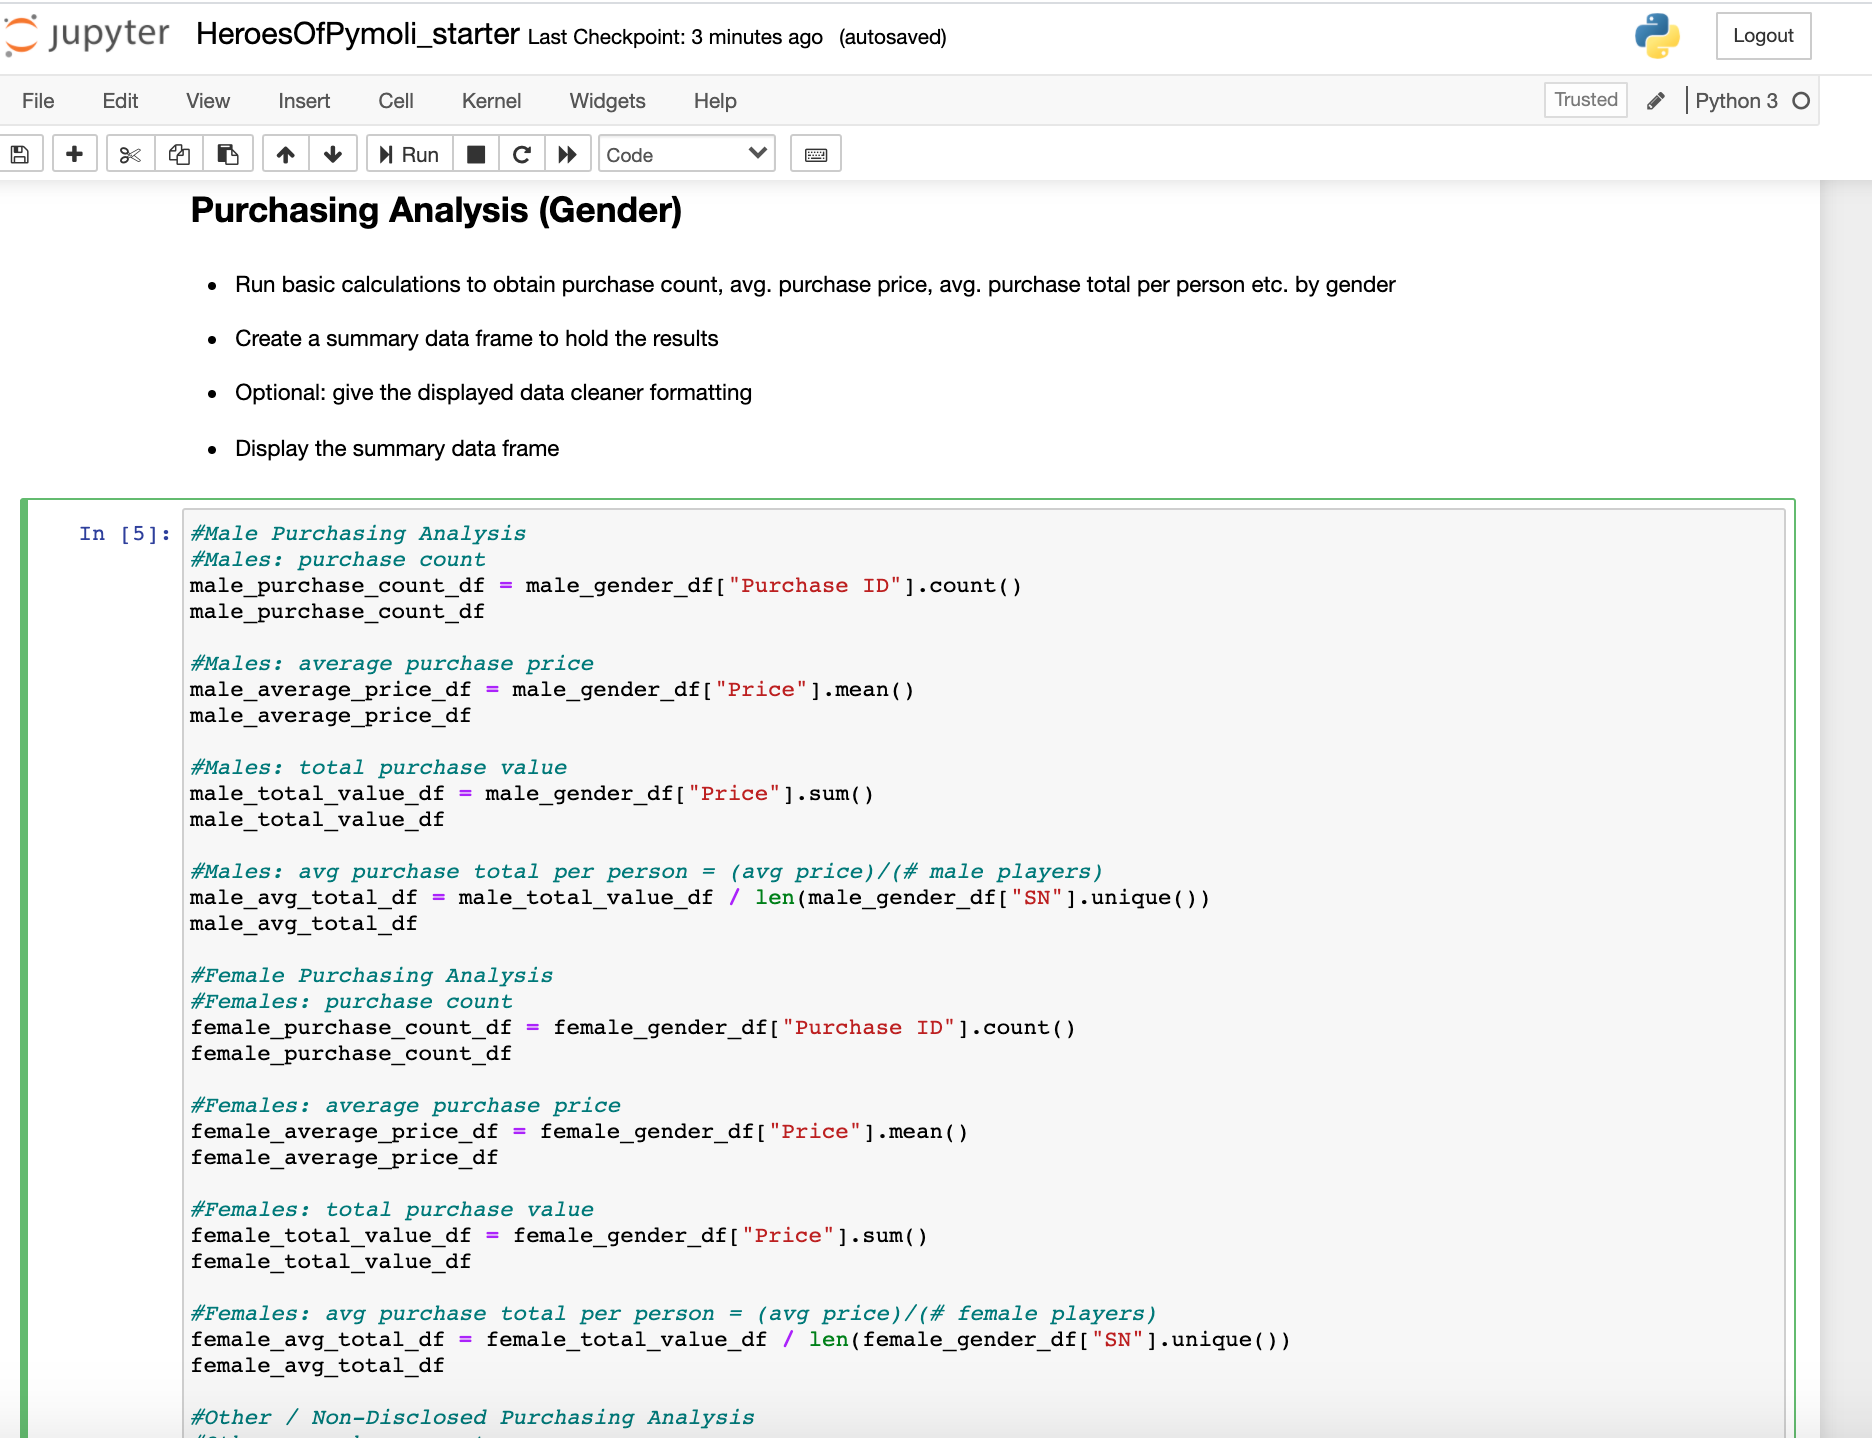 jupyter HeroesOfPymoli_starter Last Checkpoint: 3 minutes ago (autosaved) Logout
File Edit View Insert Cell Kernel Widgets Help Trusted Python 3
Run Code
Purchasing Analysis (Gender)
• Run basic calculations to obtain purchase count, avg. purchase price, avg. purchase total per person etc. by gender
• Create a summary data frame to hold the results
• Optional: give the displayed data cleaner formatting
• Display the summary data frame
In [5]: #Male Purchasing Analysis
#Males: purchase count
male_purchase_count_df = male_gender_df["Purchase ID"].count()
male_purchase_count_df
#Males: average purchase price
male_average_price_df = male_gender_df["Price"].mean()
male_average_price_df
#Males: total purchase value
male_total_value_df = male_gender_df["Price"].sum()
male_total_value_df
#Males: avg purchase total per person = (avg price)/(# male players)
male_avg_total_df = male_total_value_df / len(male_gender_df["SN"].unique())
male_avg_total_df
#Female Purchasing Analysis
#Females: purchase count
female_purchase_count_df = female_gender_df["Purchase ID"].count()
female_purchase_count_df
#Females: average purchase price
female_average_price_df = female_gender_df["Price"].mean()
female_average_price_df
#Females: total purchase value
female_total_value_df = female_gender_df["Price"].sum()
female_total_value_df
#Females: avg purchase total per person = (avg price)/(# female players)
female_avg_total_df = female_total_value_df / len(female_gender_df["SN"].unique())
female_avg_total_df
#Other / Non-Disclosed Purchasing Analysis